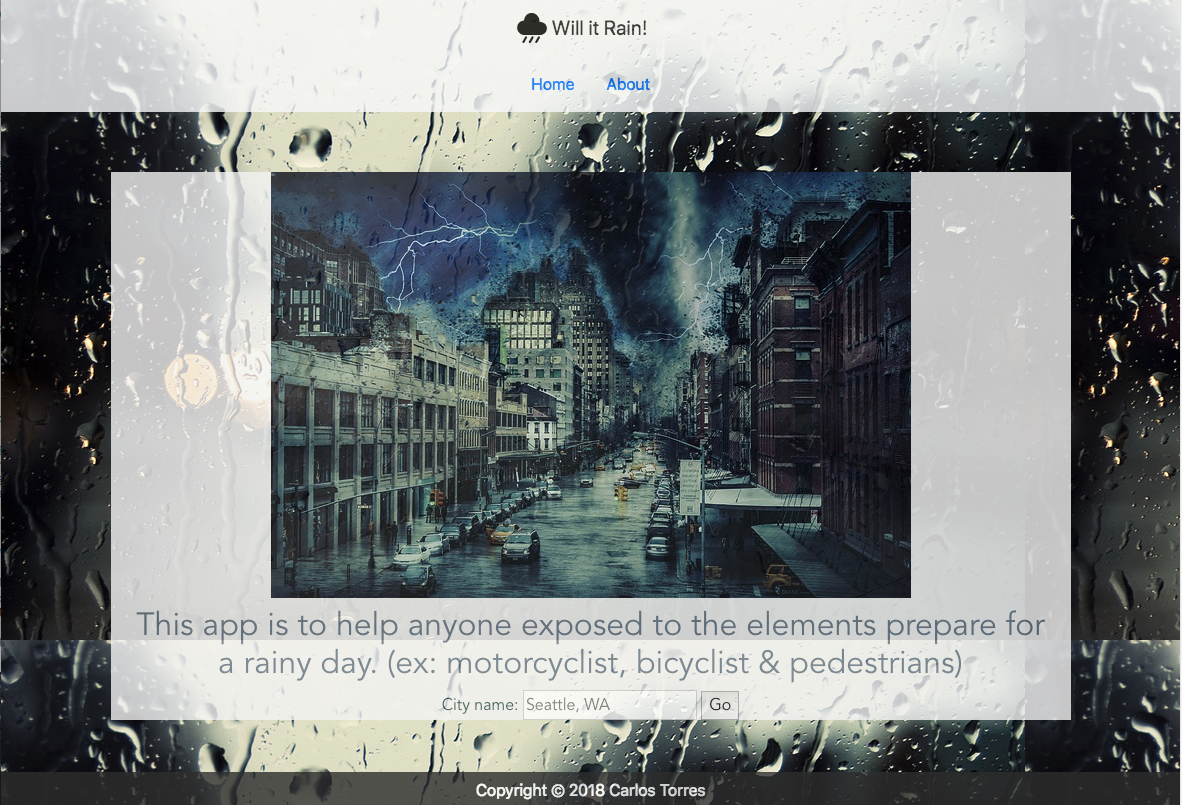 Will it Rain!
Home About
This app is to help anyone exposed to the elements prepare for
a rainy day. (ex: motorcyclist, bicyclist & pedestrians)
City name: Seattle, WA Go
Copyright © 2018 Carlos Torres